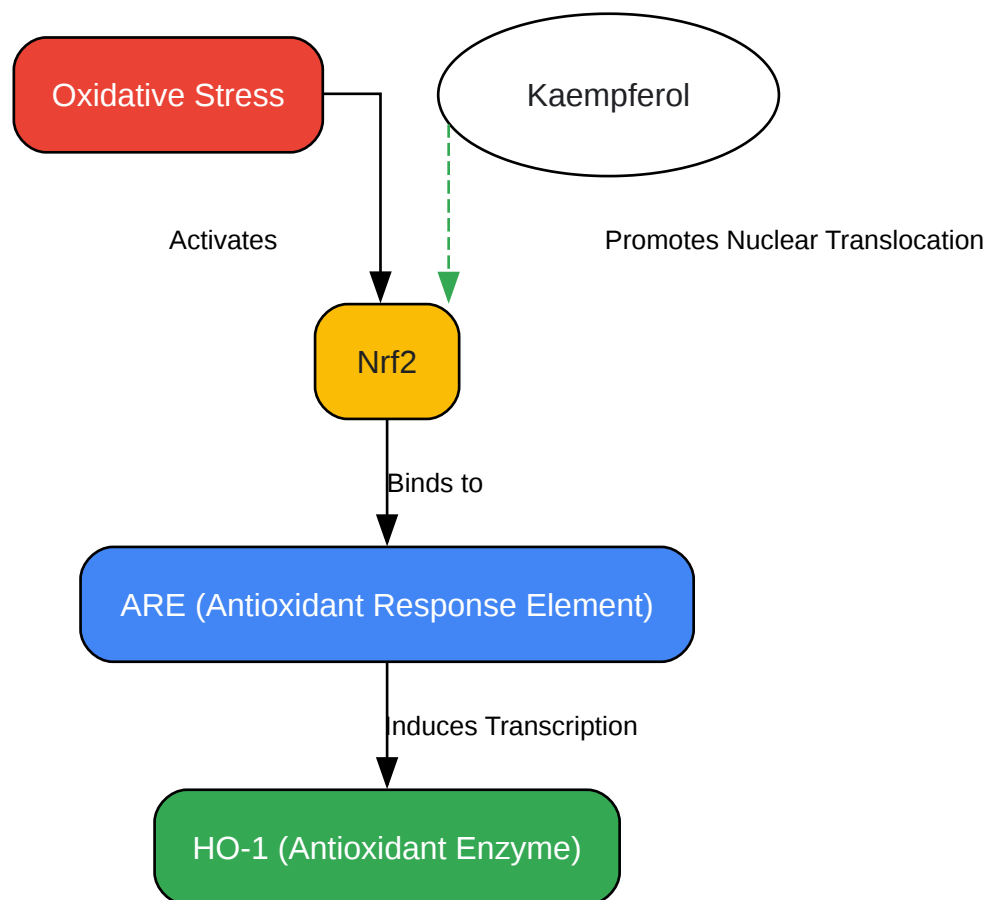 Oxidative Stress
Kaempferol
Activates
Promotes Nuclear Translocation
Nrf2
Binds to
ARE (Antioxidant Response Element)
Induces Transcription
HO-1 (Antioxidant Enzyme)